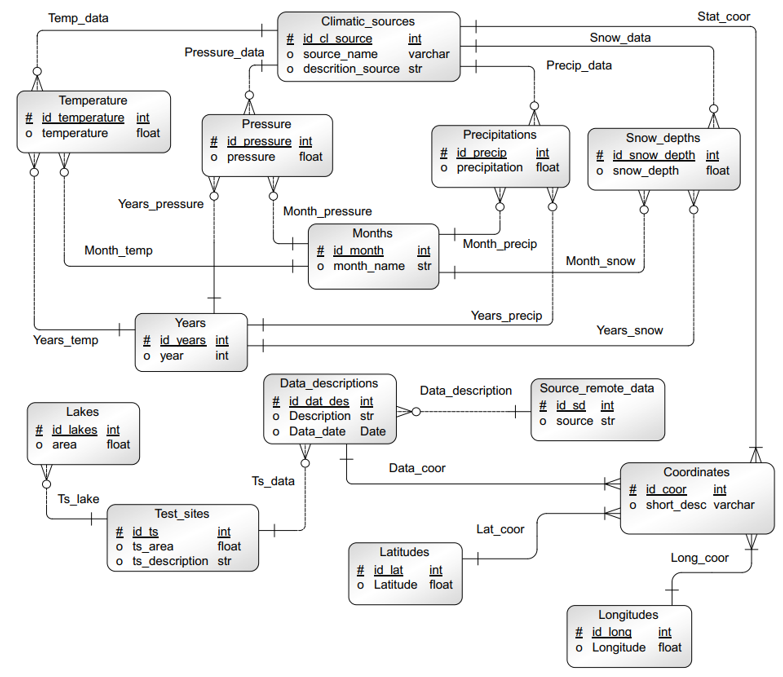 Temp_data
Climatic_sources
# id_cl_source int
o source_name varchar
o descrition_source str
Stat_coor
Snow_data
Pressure_data
Precip_data
Temperature
# id_temperature int
o temperature float
Pressure
# id_pressure int
o pressure float
Precipitations
# id_precip int
o precipitation float
Snow_depths
# id_snow_depth int
o snow_depth float
Years_pressure
Month_pressure
Months
# id_month int
o month_name str
Month_precip
Month_temp
Month_snow
Years
# id_years int
o year int
Years_precip
Years_temp
Years_snow
Lakes
# id_lakes int
o area float
Data_descriptions
# id_dat_des int
o Description str
o Data_date Date
Data_description
Source_remote_data
# id_sd int
o source str
Ts_lake
Ts_data
Data_coor
Coordinates
# id_coor int
o short_desc varchar
Test_sites
# id_ts int
o ts_area float
o ts_description str
Lat_coor
Latitudes
# id_lat int
o Latitude float
Long_coor
Longitudes
# id_long int
o Longitude float